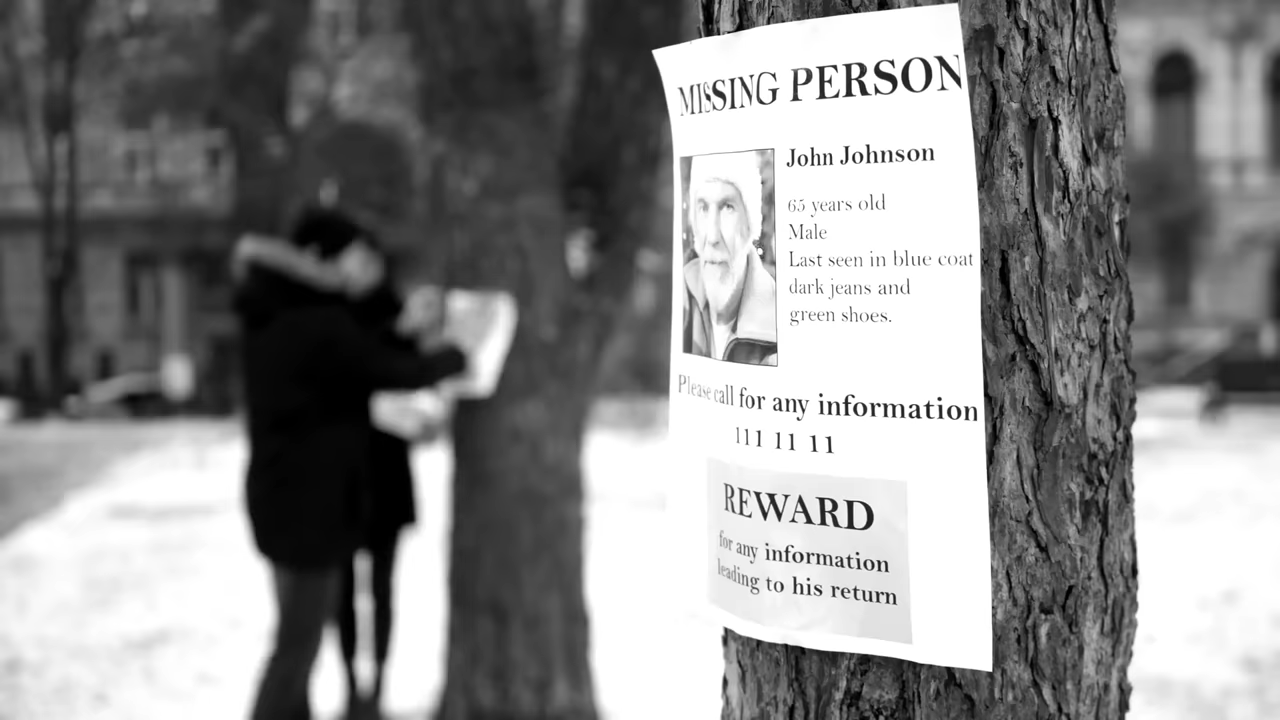 MISSING PERSON
John Johnson
65 years old
Male
Last seen in blue coat
dark jeans and
green shoes.
Please call for any information
111 11 11
REWARD
for any information
leading to his return